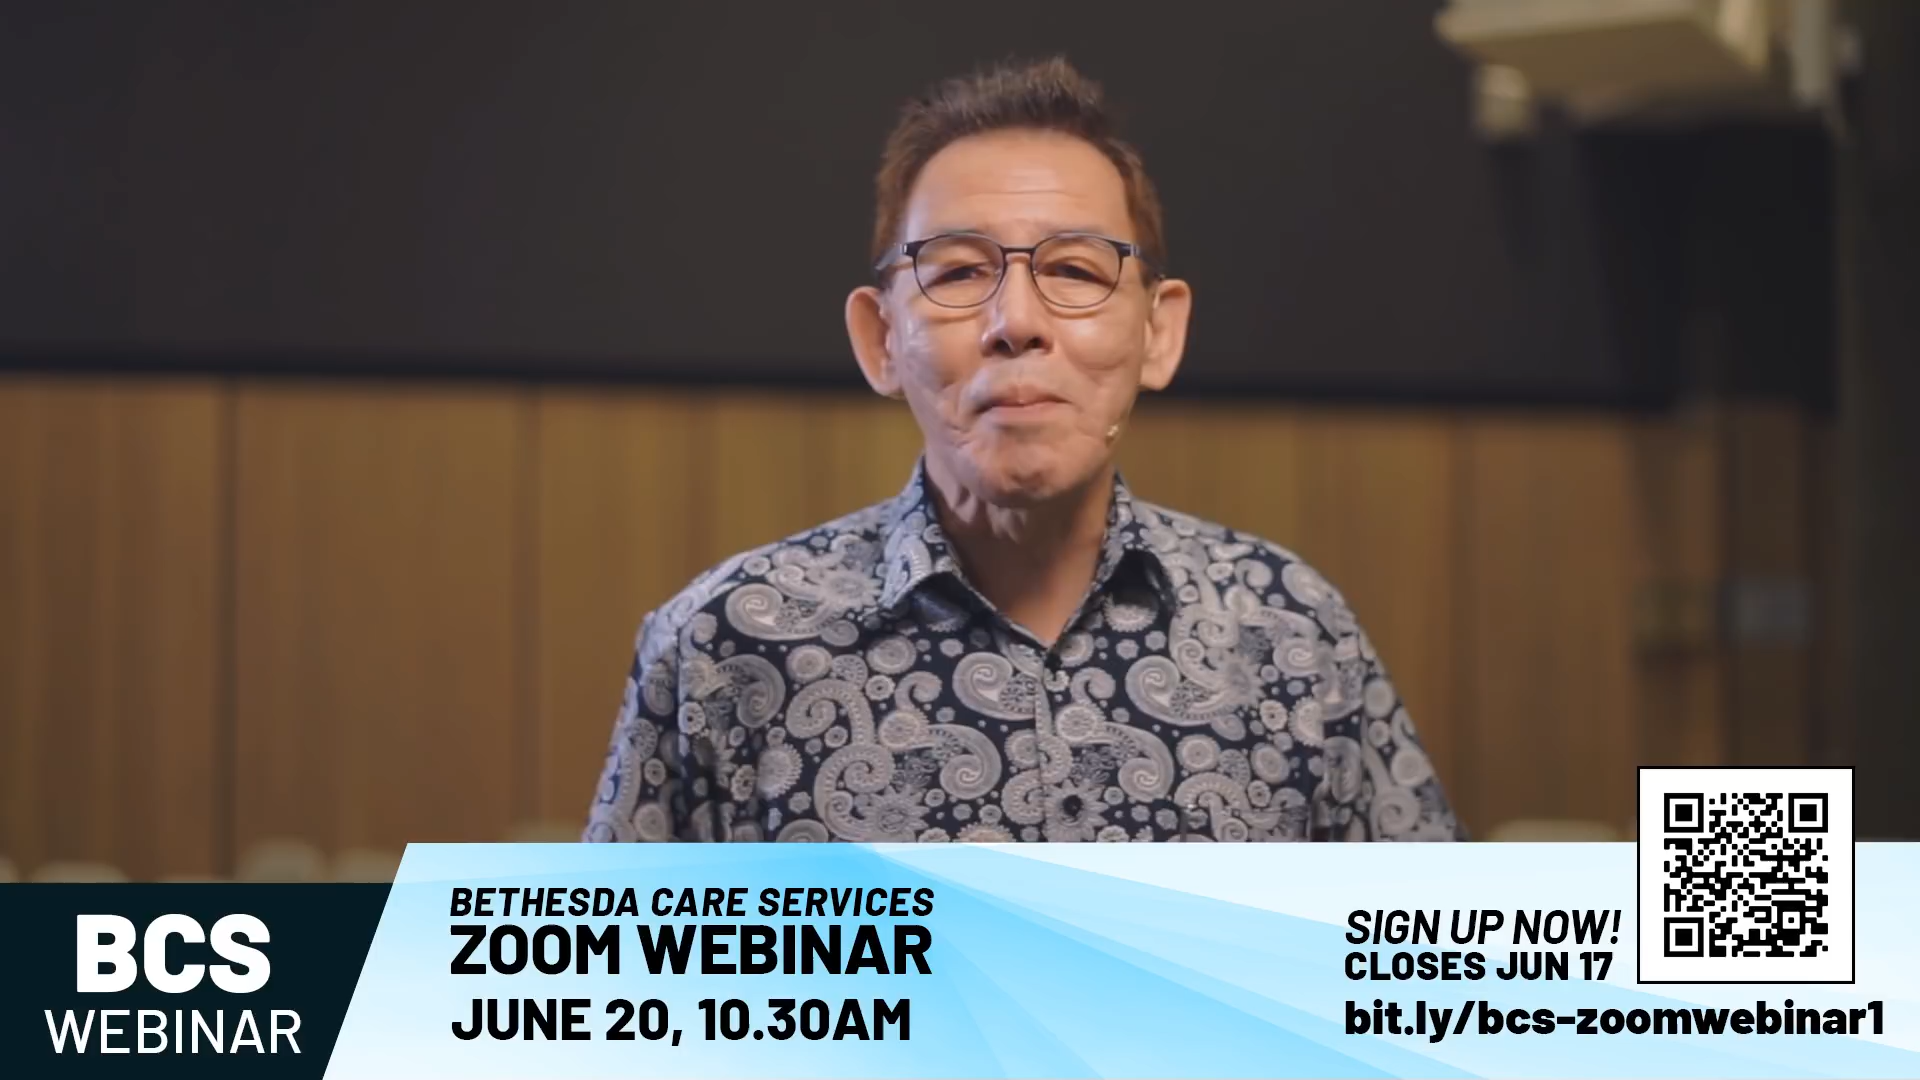 BCS
WEBINAR
BETHESDA CARE SERVICES
ZOOM WEBINAR
JUNE 20, 10.30AM
SIGN UP NOW!
CLOSES JUN 17
bit.ly/bcs-zoomwebinar1